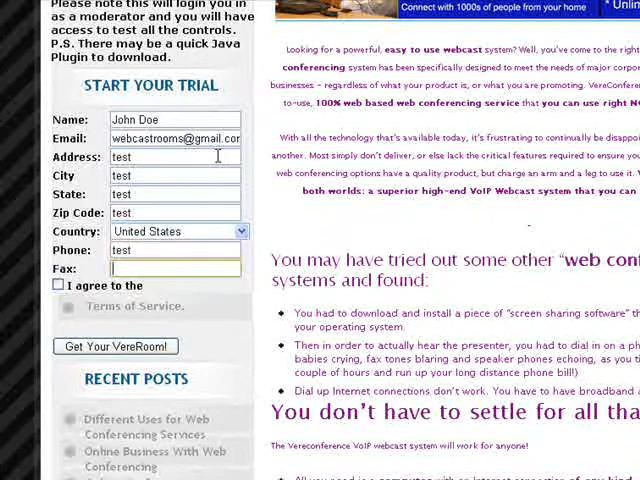 Please note this will login you in
as a moderator and you will have
access to test all the controls.
P.S. There may be a quick Java
Plugin to download.
START YOUR TRIAL
Name: John Doe
Email: webcastrooms@gmail.com
Address: test
City test
State: test
Zip Code: test
Country: United States
Phone: test
Fax:
I agree to the
Terms of Service.
Get Your VereRoom!
RECENT POSTS
Different Uses for Web
Conferencing Services
Online Business With Web
Conferencing
Connect with 1000s of people from your home
* Unlim
Looking for a powerful, easy to use webcast system? Well, you've come to the right
conferencing system has been specifically designed to meet the needs of major corpor
businesses - regardless of what your product is, or what you are promoting. VereConfere
to-use, 100% web based web conferencing service that you can use right NO
With all the technology that's available today, it's frustrating to continually be disappoi
another. Most simply don't deliver, or else lack the critical features required to ensure yo
web conferencing options have a quality product, but charge an arm and a leg to use it. V
both worlds: a superior high-end VoIP Webcast system that you can
You may have tried out some other "web conf
systems and found:
You had to download and install a piece of "screen sharing software" th
your operating system.
Then in order to actually hear the presenter, you had to dial in on a ph
babies crying, fax tones blaring and speaker phones echoing, as you ti
couple of hours and run up your long distance phone bill!)
Dial up Internet connections don't work. You have to have broadband a
You don't have to settle for all tha
The Vereconference VoIP webcast system will work for anyone!